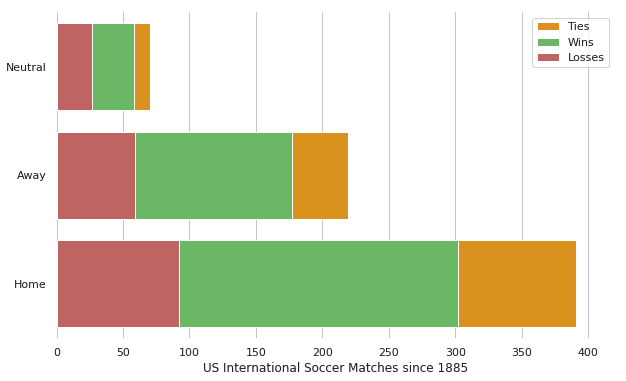 Ties
Wins
Losses
Neutral
Away
Home
0 50 100 150 200 250 300 350 400
US International Soccer Matches since 1885